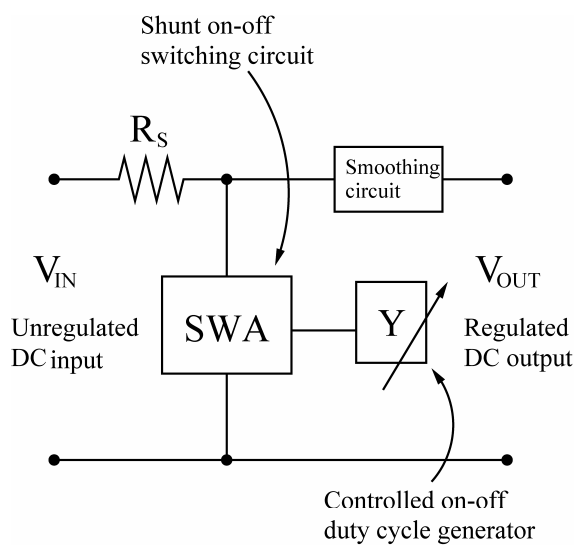 Shunt on-off
switching circuit
RS
Smoothing
circuit
VIN
Unregulated
DC input
SWA
Y
VOUT
Regulated
DC output
Controlled on-off
duty cycle generator